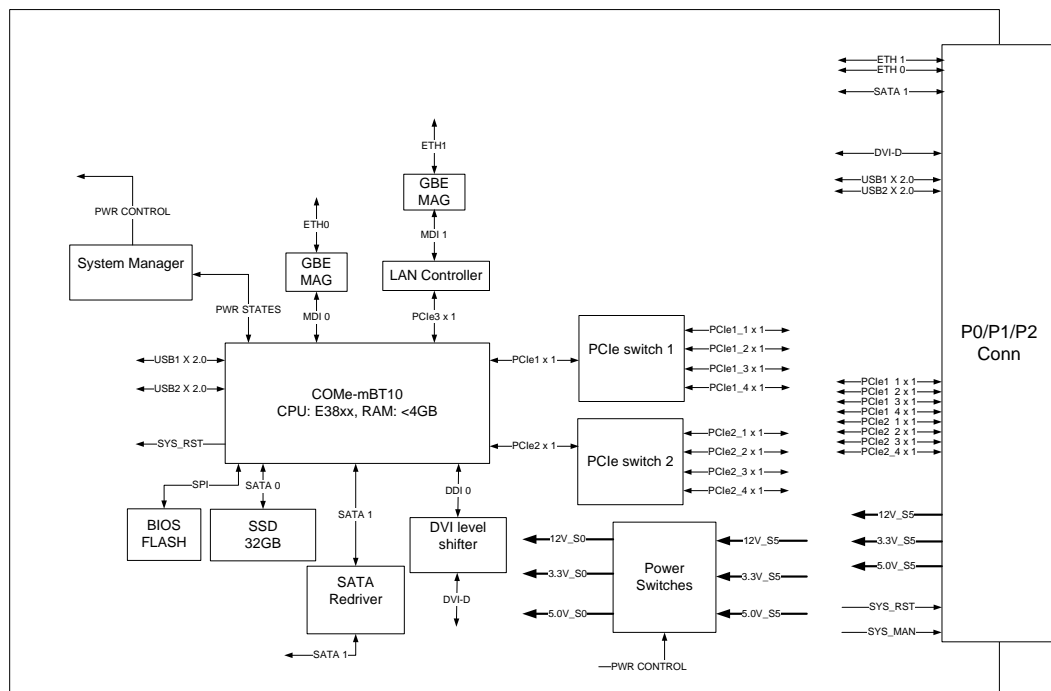 ETH 1
ETH 0
SATA 1
DVI-D
USB1 X 2.0
USB2 X 2.0
ETH1
GBE
MAG
MDI 1
LAN Controller
PCIe3 x 1
PWR CONTROL
System Manager
PWR STATES
ETH0
GBE
MAG
MDI 0
USB1 X 2.0
USB2 X 2.0
SYS_RST
COMe-mBT10
CPU: E38xx, RAM: <4GB
PCIe1 x 1
PCIe switch 1
PCIe1_1 x 1
PCIe1_2 x 1
PCIe1_3 x 1
PCIe1_4 x 1
PCIe2 x 1
PCIe switch 2
PCIe2_1 x 1
PCIe2_2 x 1
PCIe2_3 x 1
PCIe2_4 x 1
P0/P1/P2
Conn
PCIe1_1 x 1
PCIe1_2 x 1
PCIe1_3 x 1
PCIe1_4 x 1
PCIe2_1 x 1
PCIe2_2 x 1
PCIe2_3 x 1
PCIe2_4 x 1
SPI
BIOS
FLASH
SATA 0
SSD
32GB
SATA 1
SATA
Redriver
SATA 1
DDI 0
DVI level
shifter
DVI-D
12V_S0
3.3V_S0
5.0V_S0
Power
Switches
12V_S5
3.3V_S5
5.0V_S5
PWR CONTROL
12V_S5
3.3V_S5
5.0V_S5
SYS_RST
SYS_MAN